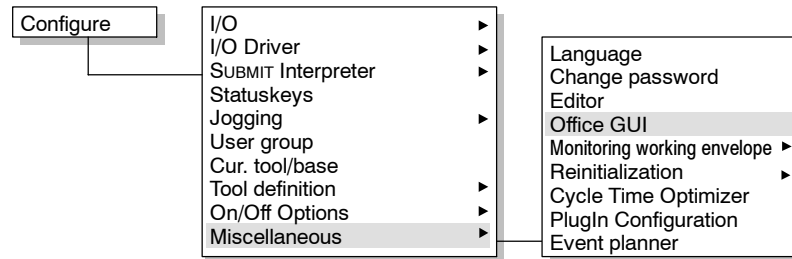 Configure
I/O
I/O Driver
SUBMIT Interpreter
Statuskeys
Jogging
User group
Cur. tool/base
Tool definition
On/Off Options
Miscellaneous
Language
Change password
Editor
Office GUI
Monitoring working envelope
Reinitialization
Cycle Time Optimizer
PlugIn Configuration
Event planner